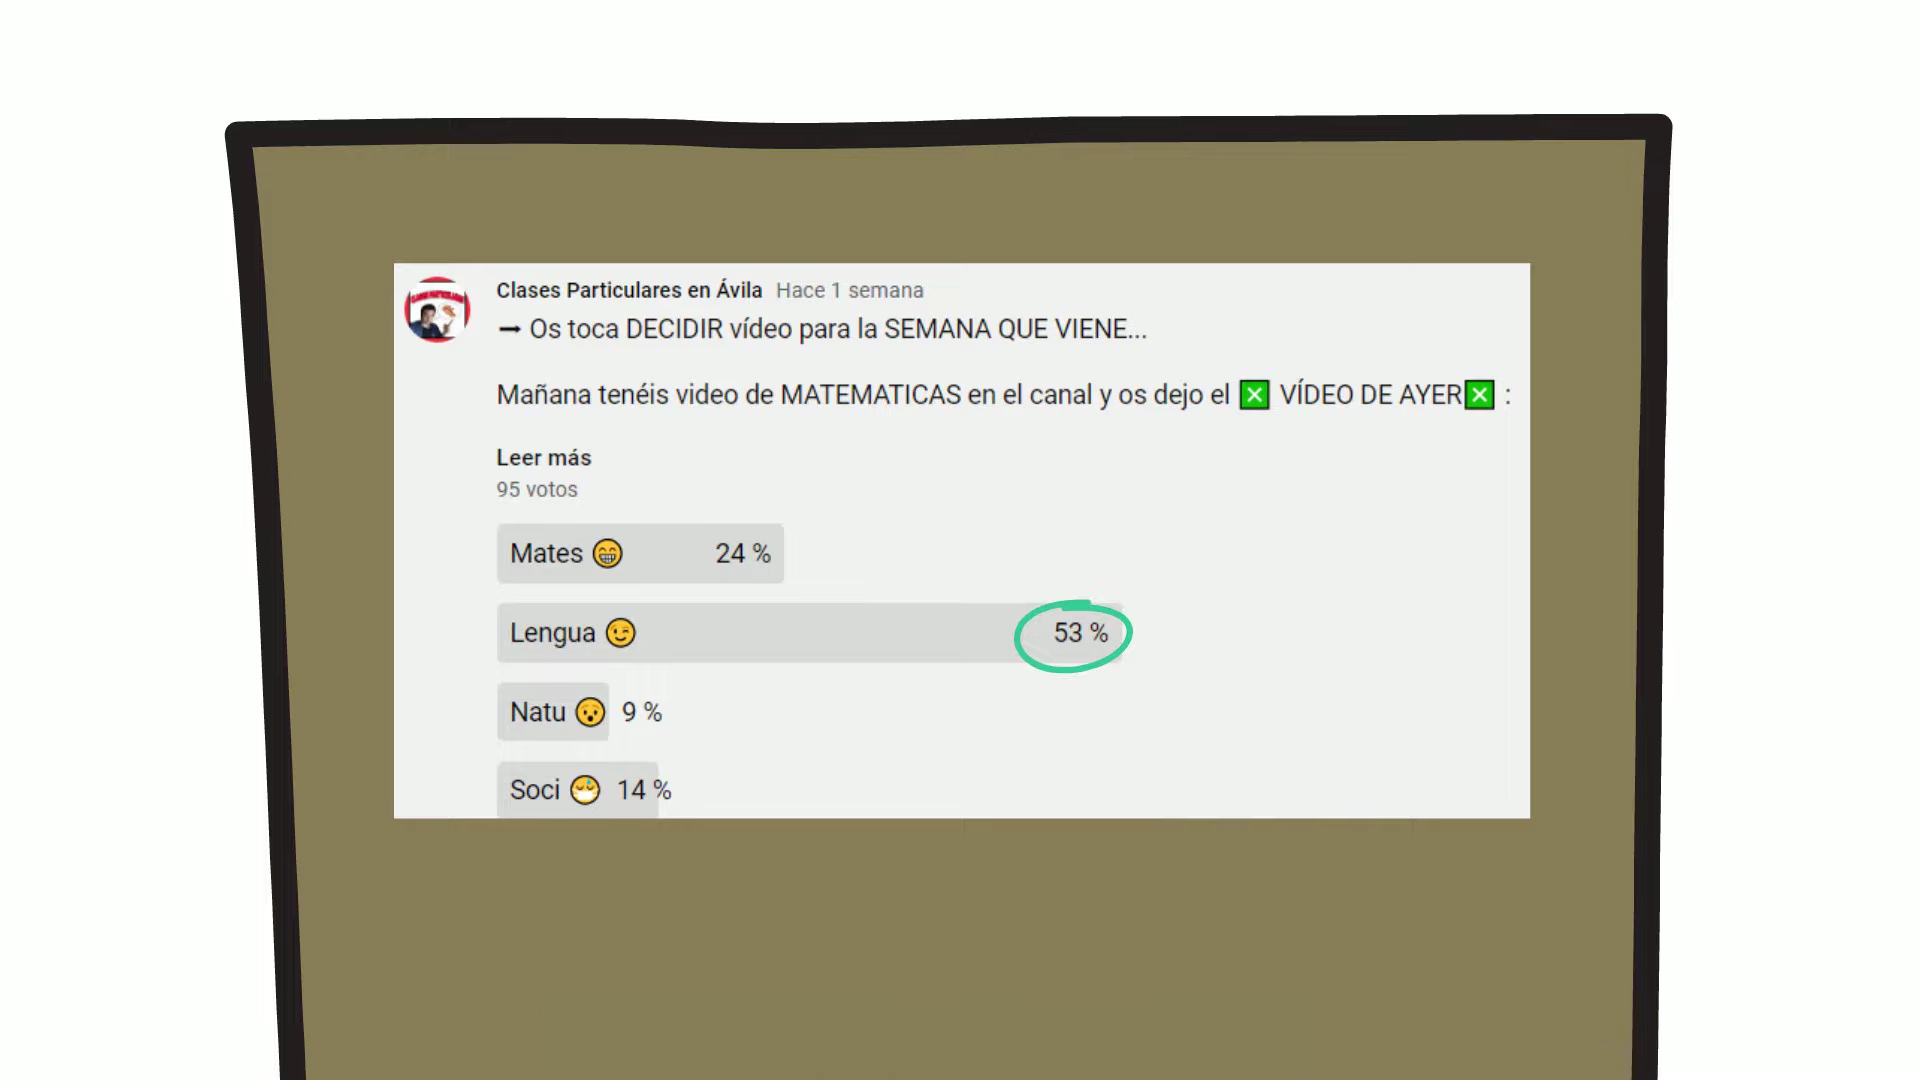 Clases Particulares en Ávila Hace 1 semana
➞ Os toca DECIDIR vídeo para la SEMANA QUE VIENE...
Mañana tenéis video de MATEMATICAS en el canal y os dejo el ❎ VÍDEO DE AYER❎ :
Leer más
95 votos
Mates 😁 24 %
Lengua 😉 53 %
Natu 😯 9 %
Soci 😷 14 %